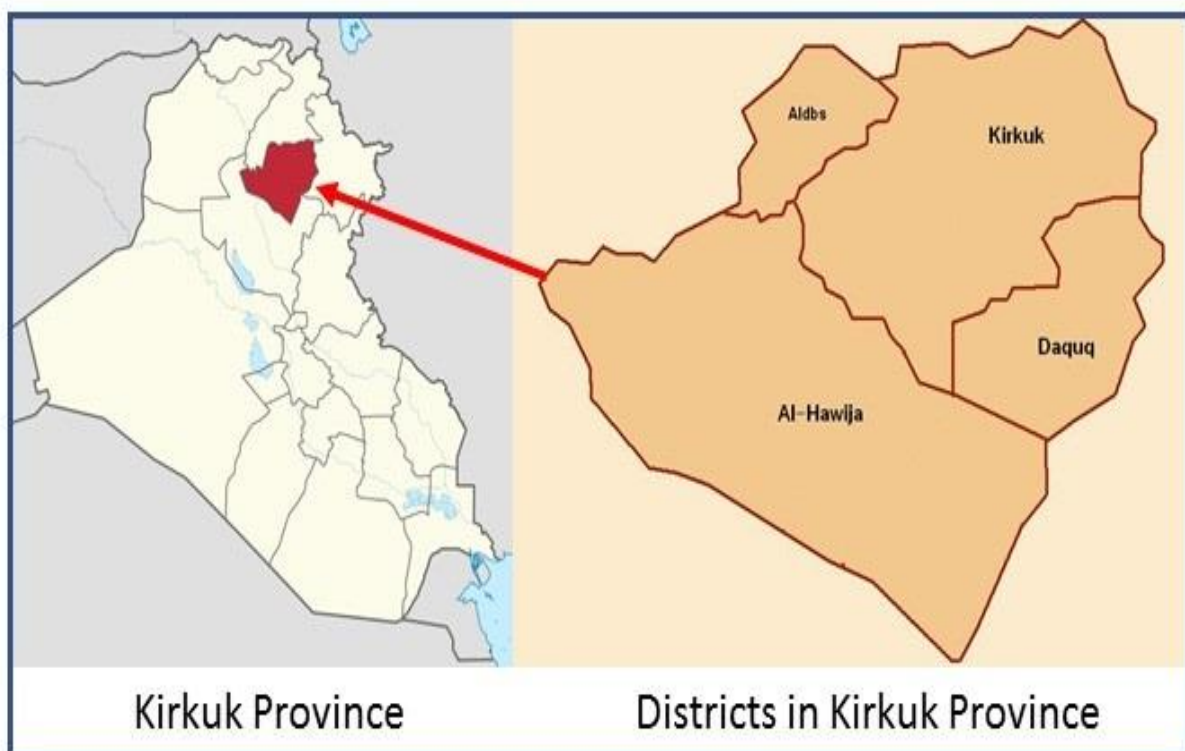 Aldbs
Kirkuk
Daquq
Al-Hawija
Kirkuk Province
Districts in Kirkuk Province